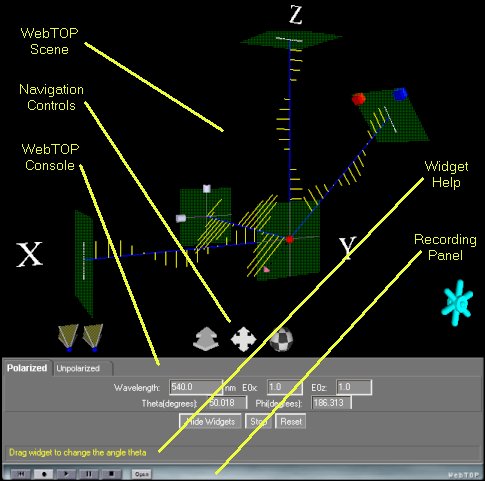 Z
WebTOP
Scene
Navigation
Controls
WebTOP
Console
Widget
Help
Recording
Panel
X
Y
Polarized Unpolarized
Wavelength: 540.0 nm E0x: 1.0 E0z: 1.0
Theta(degrees): 50.018 Phi(degrees): 186.313
Hide Widgets Stop Reset
Drag widget to change the angle theta
Open WebTOP